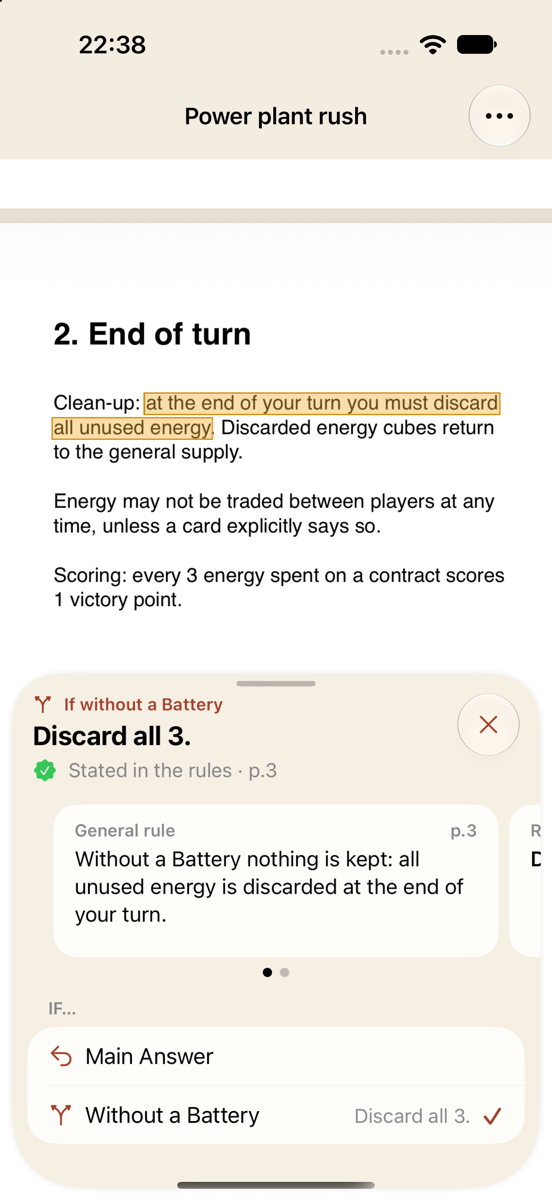 22:38
Power plant rush
2. End of turn
Clean-up: at the end of your turn you must discard
all unused energy. Discarded energy cubes return
to the general supply.
Energy may not be traded between players at any
time, unless a card explicitly says so.
Scoring: every 3 energy spent on a contract scores
1 victory point.
If without a Battery
Discard all 3.
Stated in the rules · p.3
General rule p.3
Without a Battery nothing is kept: all
unused energy is discarded at the end of
your turn.
IF...
Main Answer
Without a Battery Discard all 3.